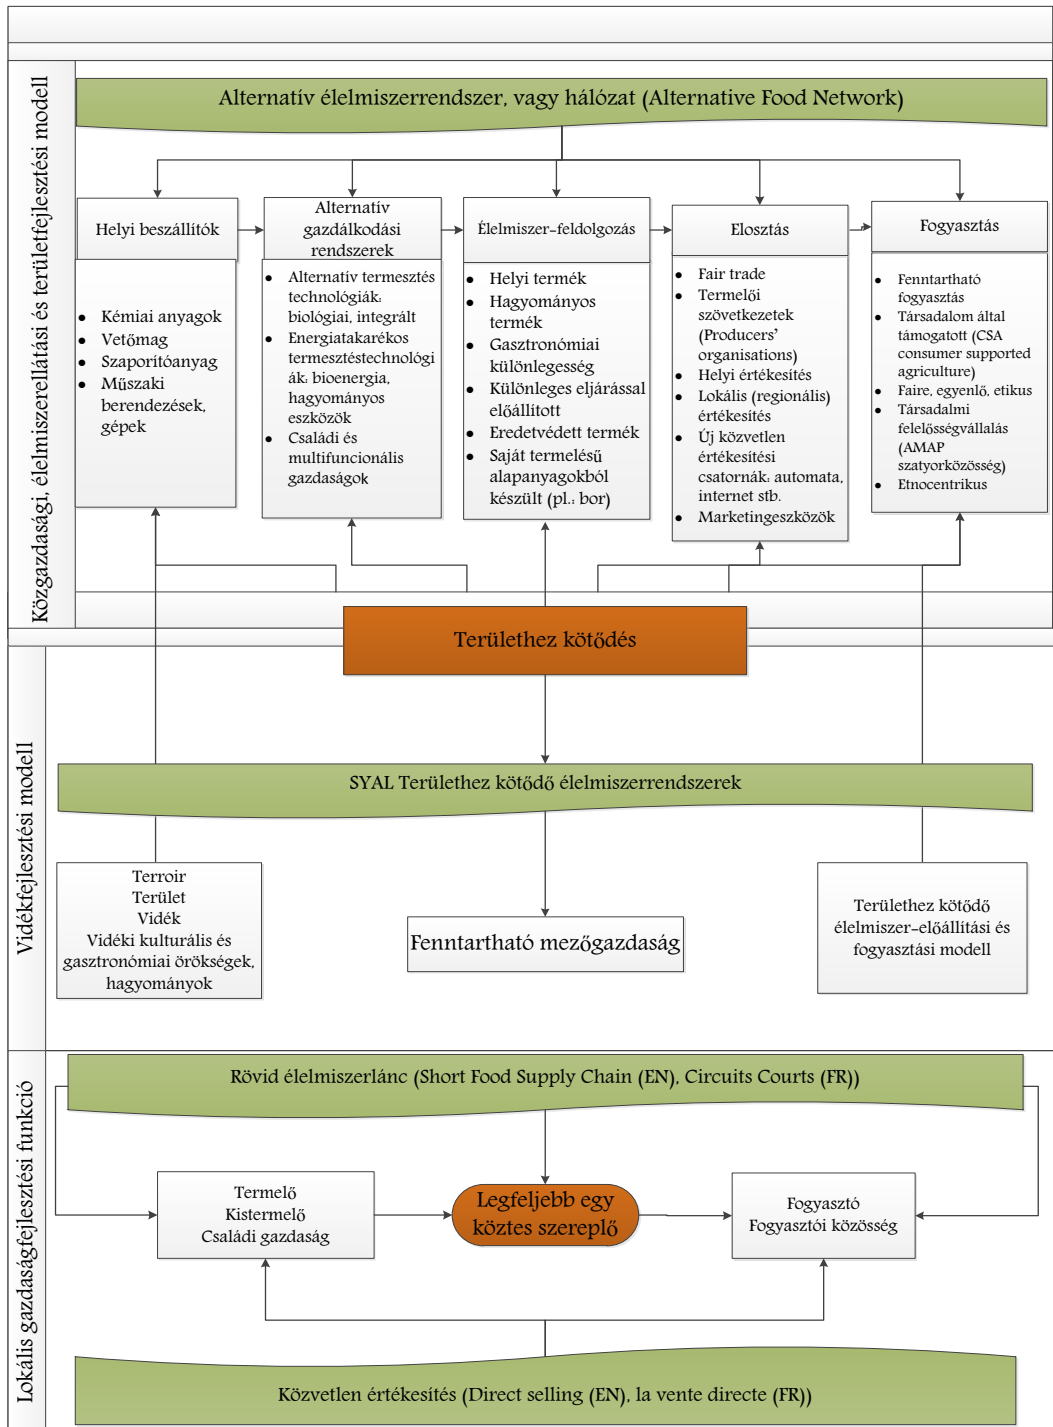 Közgazdasági, élelmiszerellátási és területfejlesztési modell
Alternatív élelmiszerrendszer, vagy hálózat (Alternative Food Network)
Helyi beszállítók
• Kémiai anyagok
• Vetőmag
• Szaporítóanyag
• Műszaki
berendezések,
gépek
Alternatív
gazdálkodási
rendszerek
• Alternatív termesztés
technológiák:
biológiai, integrált
• Energiatakarékos
termesztéstechnológi
ák: bioenergia,
hagyományos
eszközök
• Családi és
multifuncionális
gazdaságok
Élelmiszer-feldolgozás
• Helyi termék
• Hagyományos
termék
• Gasztronómiai
különlegesség
• Különleges eljárással
előállított
• Eredetvédett termék
• Saját termelésű
alapanyagokból
készült (pl.: bor)
Elosztás
• Fair trade
• Termelői
szövetkezetek
(Producers'
organisations)
• Helyi értékesítés
• Lokális (regionális)
értékesítés
• Új közvetlen
értékesítési
csatornák: automata,
internet stb.
• Marketingeszközök
Fogyasztás
• Fenntartható
fogyasztás
• Társadalom által
támogatott (CSA
consumer supported
agriculture)
• Faire, egyenlő, etikus
• Társadalmi
felelősségvállalás
(AMAP
szatyorközösség)
• Etnocentrikus
Területhez kötődés
Vidékfejlesztési modell
SYAL Területhez kötődő élelmiszerrendszerek
Terroir
Terület
Vidék
Vidéki kulturális és
gasztronómiai örökségek,
hagyományok
Fenntartható mezőgazdaság
Területhez kötődő
élelmiszer-előállítási és
fogyasztási modell
Lokális gazdaságfejlesztési funkció
Rövid élelmiszerlánc (Short Food Supply Chain (EN), Circuits Courts (FR))
Termelő
Kistermelő
Családi gazdaság
Legfeljebb egy
köztes szereplő
Fogyasztó
Fogyasztói közösség
Közvetlen értékesítés (Direct selling (EN), la vente directe (FR))